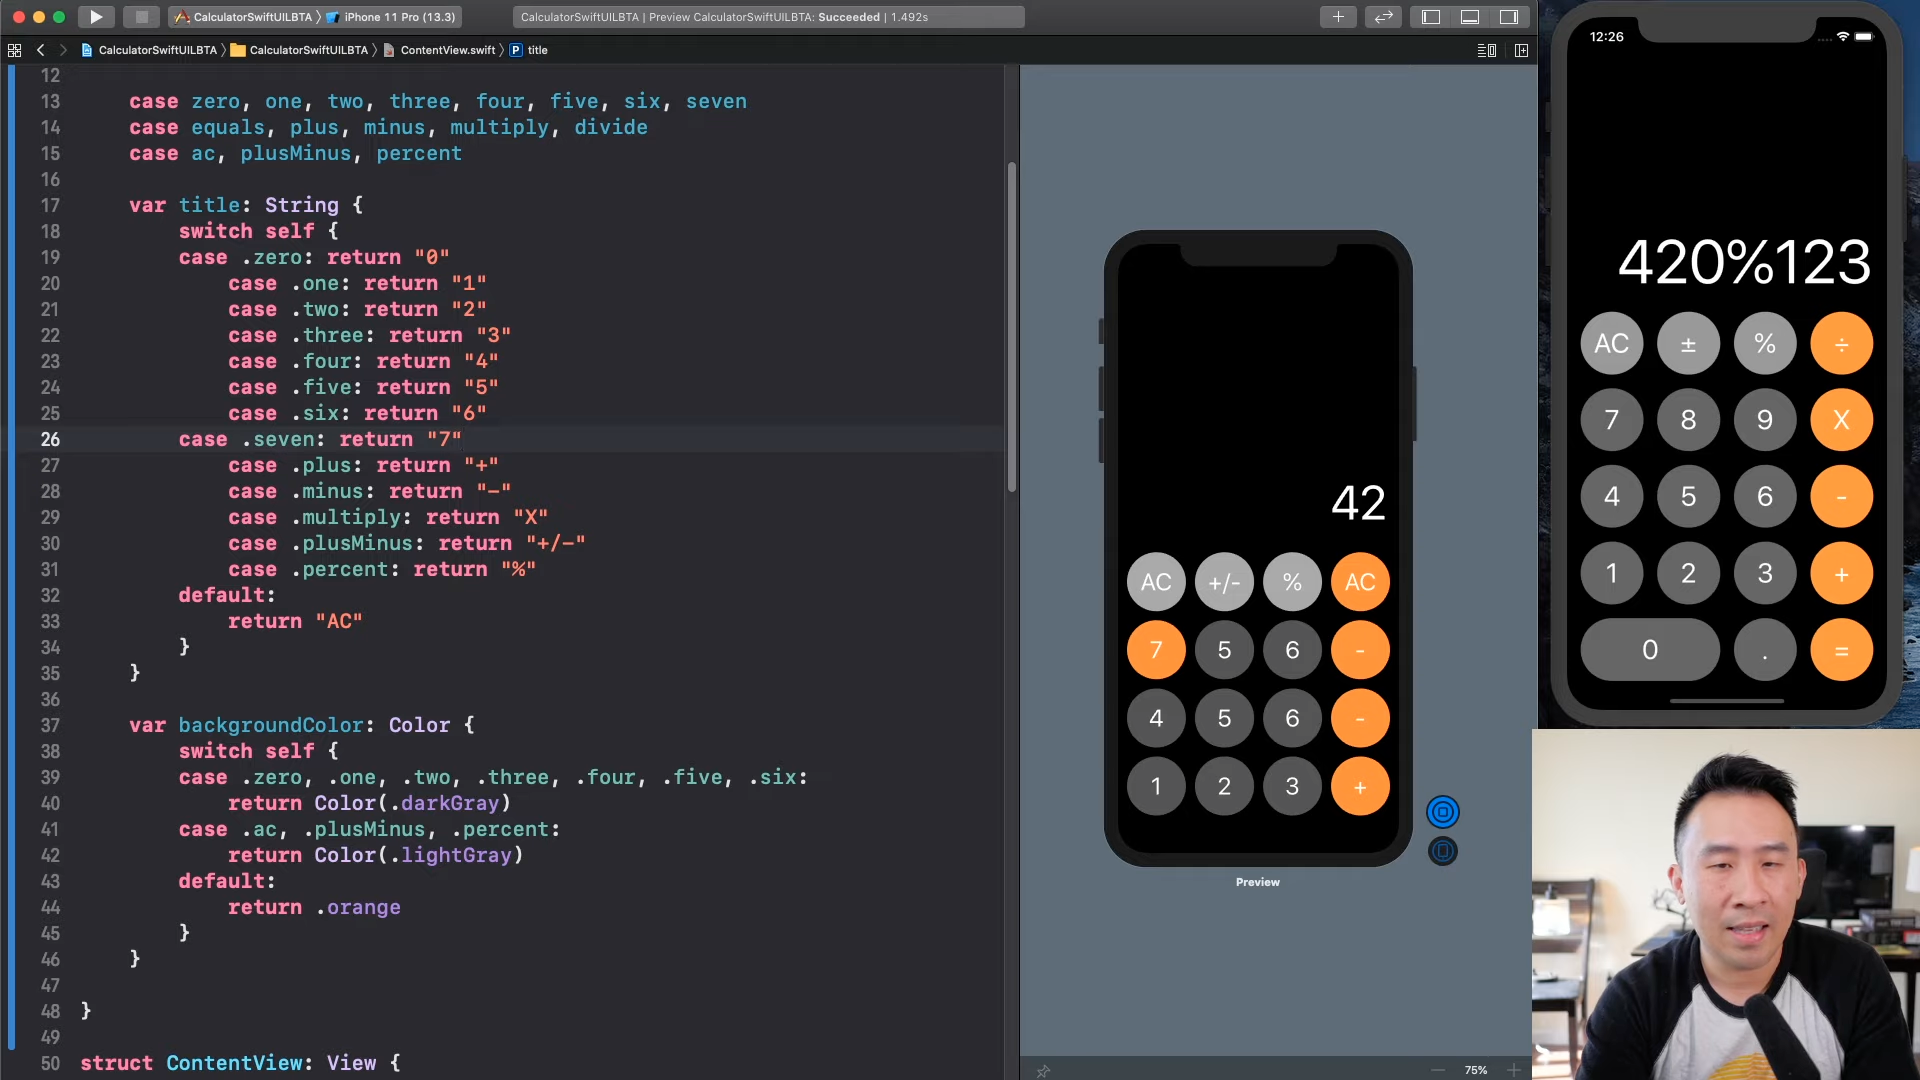 CalculatorSwiftUILBTA
iPhone 11 Pro (13.3)
CalculatorSwiftUILBTA | Preview CalculatorSwiftUILBTA: Succeeded | 1.492s
CalculatorSwiftUILBTA
CalculatorSwiftUILBTA
ContentView.swift
P title
12
13 case zero, one, two, three, four, five, six, seven
14 case equals, plus, minus, multiply, divide
15 case ac, plusMinus, percent
16
17 var title: String {
18 switch self {
19 case .zero: return "0"
20 case .one: return "1"
21 case .two: return "2"
22 case .three: return "3"
23 case .four: return "4"
24 case .five: return "5"
25 case .six: return "6"
26 case .seven: return "7"
27 case .plus: return "+"
28 case .minus: return "-"
29 case .multiply: return "X"
30 case .plusMinus: return "+/-"
31 case .percent: return "%"
32 default:
33 return "AC"
34 }
35 }
36
37 var backgroundColor: Color {
38 switch self {
39 case .zero, .one, .two, .three, .four, .five, .six:
40 return Color(.darkGray)
41 case .ac, .plusMinus, .percent:
42 return Color(.lightGray)
43 default:
44 return .orange
45 }
46 }
47
48 }
49
50 struct ContentView: View {
42
AC +/- % AC
7 5 6 -
4 5 6 -
1 2 3 +
Preview
75%
12:26
420%123
AC ± % ÷
7 8 9 X
4 5 6 -
1 2 3 +
0 . =